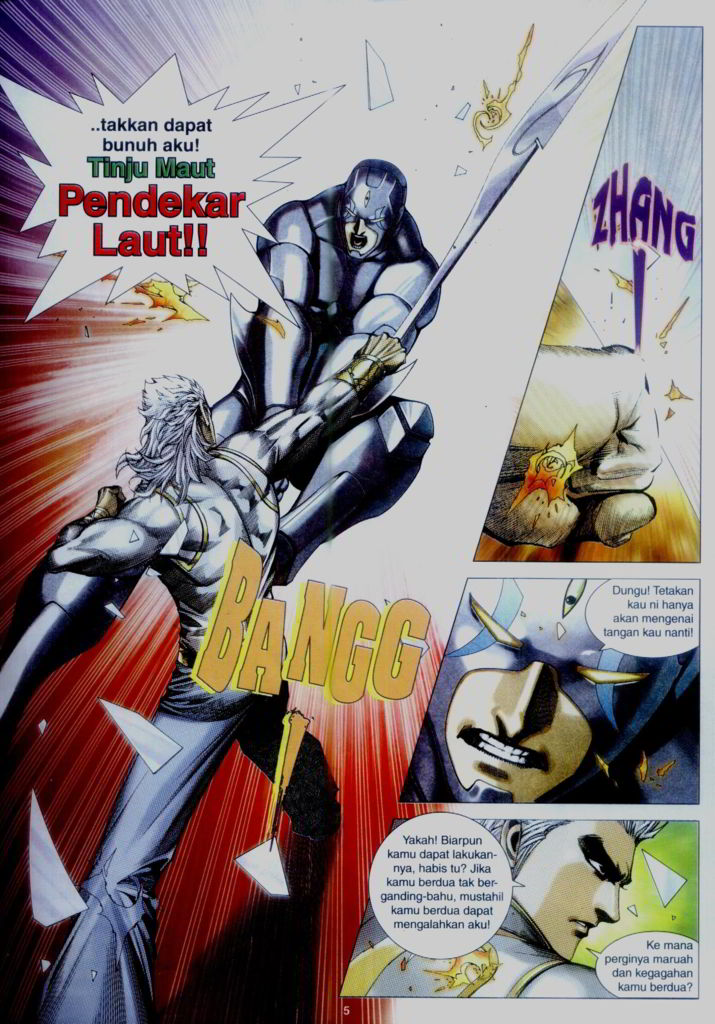 ..takkan dapat
bunuh aku!
Tinju Maut
Pendekar
Laut!!
ZHANG
BANGG
Dungu! Tetakan
kau ni hanya
akan mengenai
tangan kau nanti!
Yakah! Biarpun
kamu dapat lakukan-
nya, habis tu? Jika
kamu berdua tak ber-
ganding-bahu, mustahil
kamu berdua dapat
mengalahkan aku!
Ke mana
perginya maruah
dan kegagahan
kamu berdua?
5